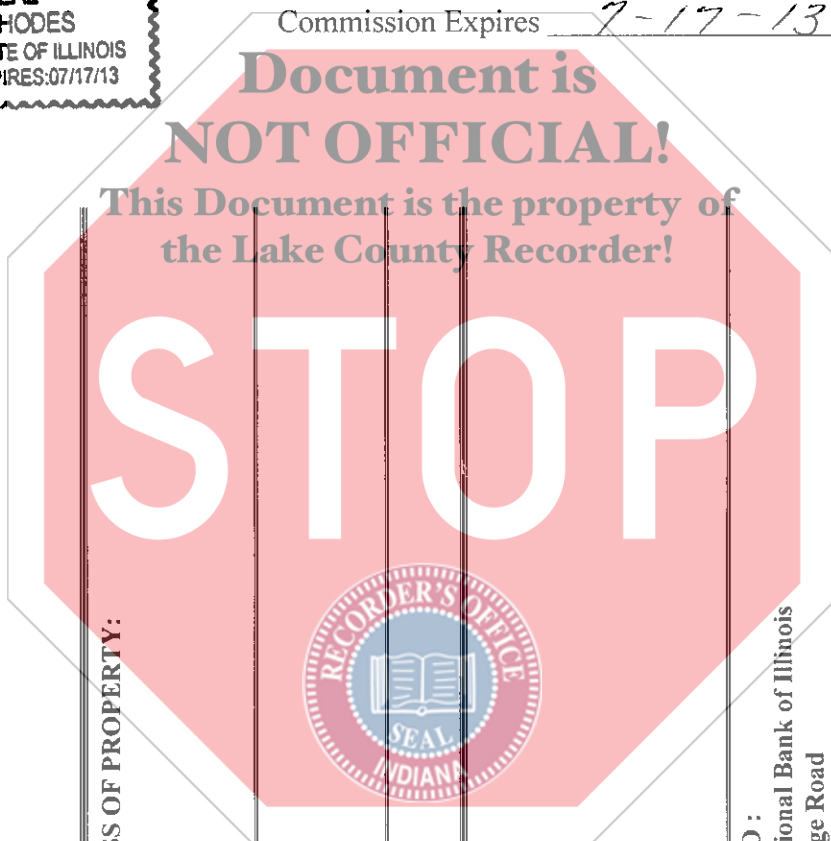 HODES
TE OF ILLINOIS
PIRES:07/17/13
Commission Expires 7-17-13
Document is
NOT OFFICIAL!
This Document is the property of
the Lake County Recorder!
STOP
RECORDER'S OFFICE
SEAL
INDIANA
SS OF PROPERTY:
O:
ional Bank of Illinois
ge Road